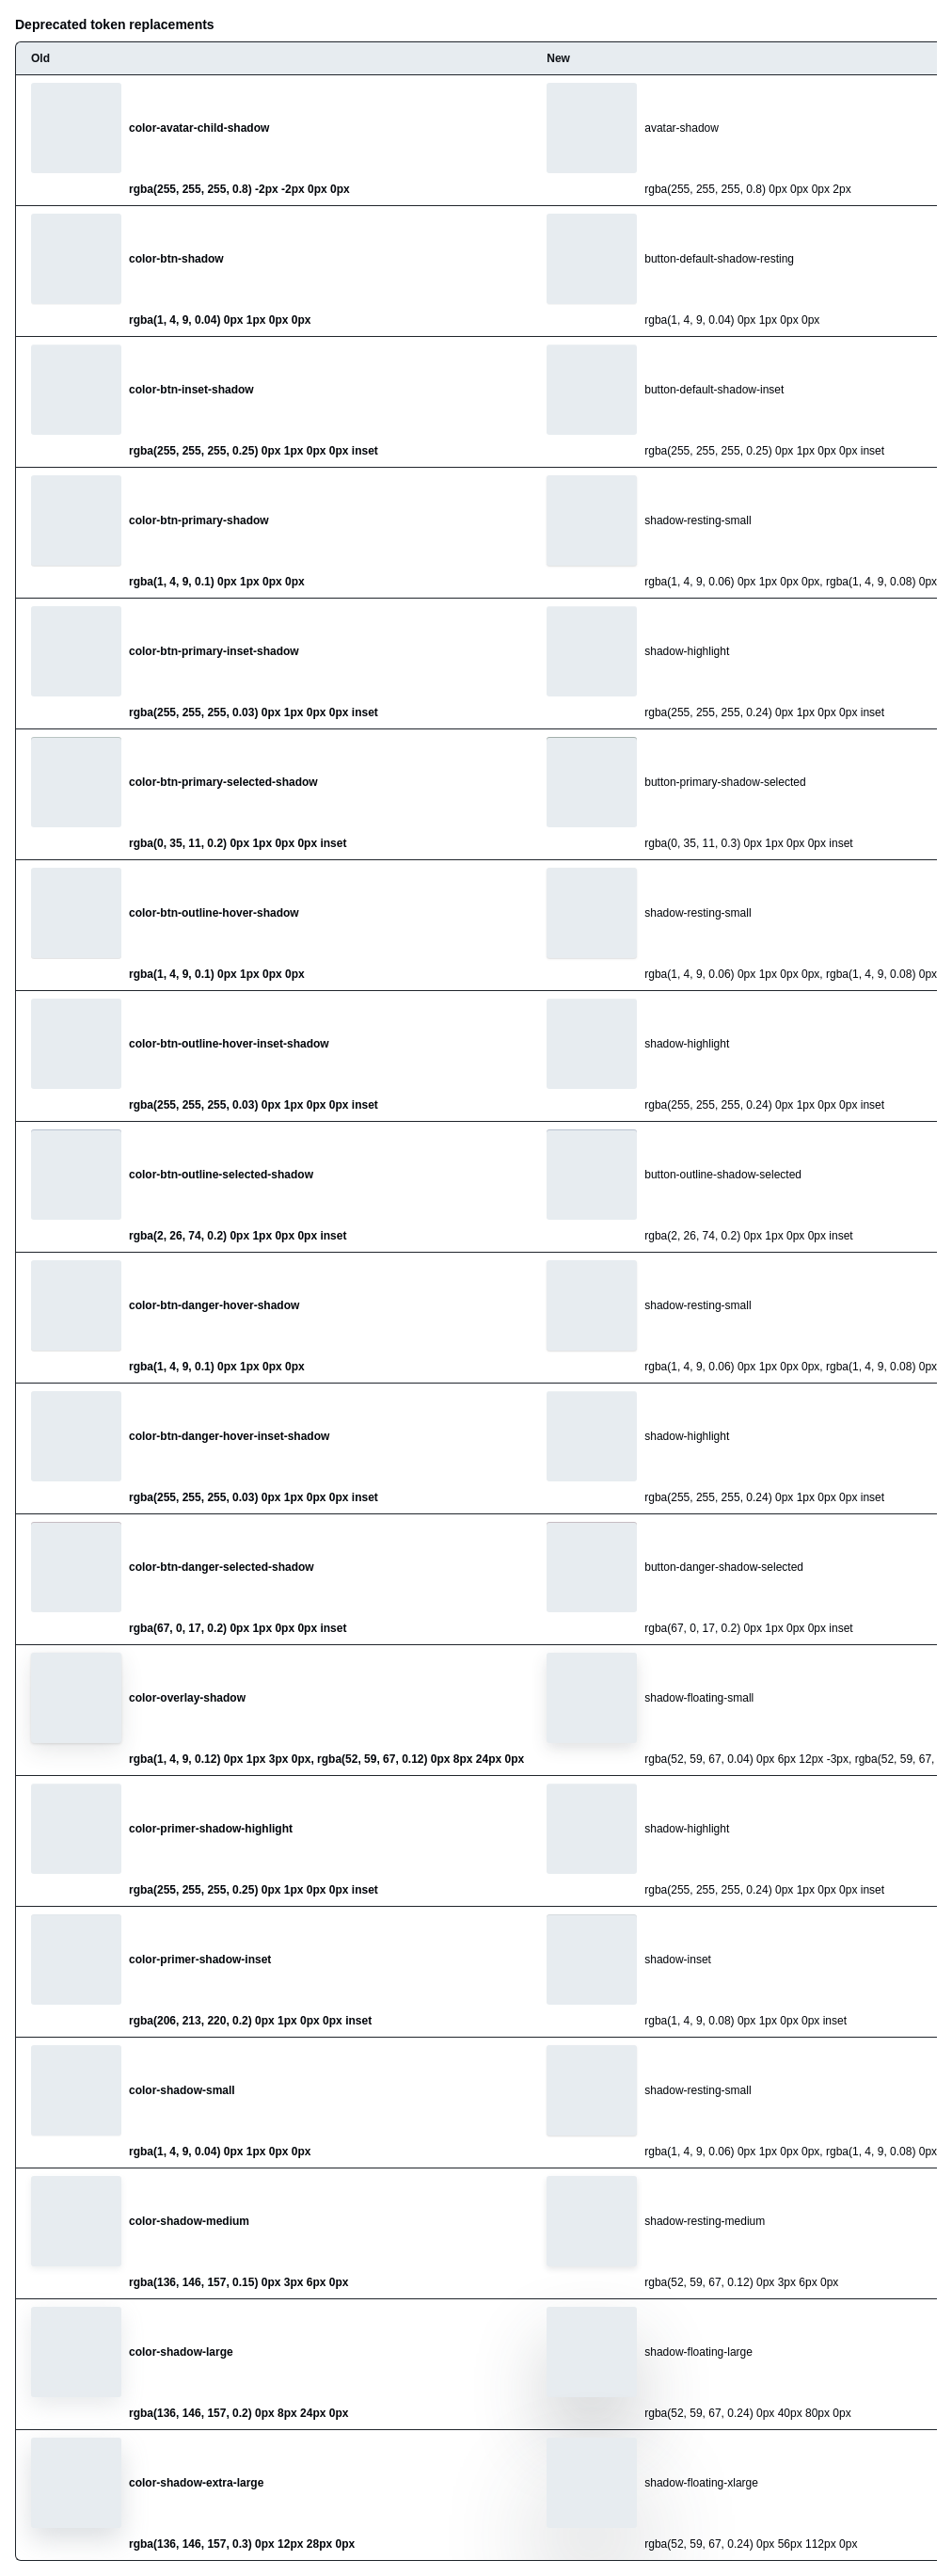 Deprecated token replacements
Old New
color-avatar-child-shadow avatar-shadow
rgba(255, 255, 255, 0.8) -2px -2px 0px 0px rgba(255, 255, 255, 0.8) 0px 0px 0px 2px
color-btn-shadow button-default-shadow-resting
rgba(1, 4, 9, 0.04) 0px 1px 0px 0px rgba(1, 4, 9, 0.04) 0px 1px 0px 0px
color-btn-inset-shadow button-default-shadow-inset
rgba(255, 255, 255, 0.25) 0px 1px 0px 0px inset rgba(255, 255, 255, 0.25) 0px 1px 0px 0px inset
color-btn-primary-shadow shadow-resting-small
rgba(1, 4, 9, 0.1) 0px 1px 0px 0px rgba(1, 4, 9, 0.06) 0px 1px 0px 0px, rgba(1, 4, 9, 0.08) 0px
color-btn-primary-inset-shadow shadow-highlight
rgba(255, 255, 255, 0.03) 0px 1px 0px 0px inset rgba(255, 255, 255, 0.24) 0px 1px 0px 0px inset
color-btn-primary-selected-shadow button-primary-shadow-selected
rgba(0, 35, 11, 0.2) 0px 1px 0px 0px inset rgba(0, 35, 11, 0.3) 0px 1px 0px 0px inset
color-btn-outline-hover-shadow shadow-resting-small
rgba(1, 4, 9, 0.1) 0px 1px 0px 0px rgba(1, 4, 9, 0.06) 0px 1px 0px 0px, rgba(1, 4, 9, 0.08) 0px
color-btn-outline-hover-inset-shadow shadow-highlight
rgba(255, 255, 255, 0.03) 0px 1px 0px 0px inset rgba(255, 255, 255, 0.24) 0px 1px 0px 0px inset
color-btn-outline-selected-shadow button-outline-shadow-selected
rgba(2, 26, 74, 0.2) 0px 1px 0px 0px inset rgba(2, 26, 74, 0.2) 0px 1px 0px 0px inset
color-btn-danger-hover-shadow shadow-resting-small
rgba(1, 4, 9, 0.1) 0px 1px 0px 0px rgba(1, 4, 9, 0.06) 0px 1px 0px 0px, rgba(1, 4, 9, 0.08) 0px
color-btn-danger-hover-inset-shadow shadow-highlight
rgba(255, 255, 255, 0.03) 0px 1px 0px 0px inset rgba(255, 255, 255, 0.24) 0px 1px 0px 0px inset
color-btn-danger-selected-shadow button-danger-shadow-selected
rgba(67, 0, 17, 0.2) 0px 1px 0px 0px inset rgba(67, 0, 17, 0.2) 0px 1px 0px 0px inset
color-overlay-shadow shadow-floating-small
rgba(1, 4, 9, 0.12) 0px 1px 3px 0px, rgba(52, 59, 67, 0.12) 0px 8px 24px 0px rgba(52, 59, 67, 0.04) 0px 6px 12px -3px, rgba(52, 59, 67,
color-primer-shadow-highlight shadow-highlight
rgba(255, 255, 255, 0.25) 0px 1px 0px 0px inset rgba(255, 255, 255, 0.24) 0px 1px 0px 0px inset
color-primer-shadow-inset shadow-inset
rgba(206, 213, 220, 0.2) 0px 1px 0px 0px inset rgba(1, 4, 9, 0.08) 0px 1px 0px 0px inset
color-shadow-small shadow-resting-small
rgba(1, 4, 9, 0.04) 0px 1px 0px 0px rgba(1, 4, 9, 0.06) 0px 1px 0px 0px, rgba(1, 4, 9, 0.08) 0px
color-shadow-medium shadow-resting-medium
rgba(136, 146, 157, 0.15) 0px 3px 6px 0px rgba(52, 59, 67, 0.12) 0px 3px 6px 0px
color-shadow-large shadow-floating-large
rgba(136, 146, 157, 0.2) 0px 8px 24px 0px rgba(52, 59, 67, 0.24) 0px 40px 80px 0px
color-shadow-extra-large shadow-floating-xlarge
rgba(136, 146, 157, 0.3) 0px 12px 28px 0px rgba(52, 59, 67, 0.24) 0px 56px 112px 0px